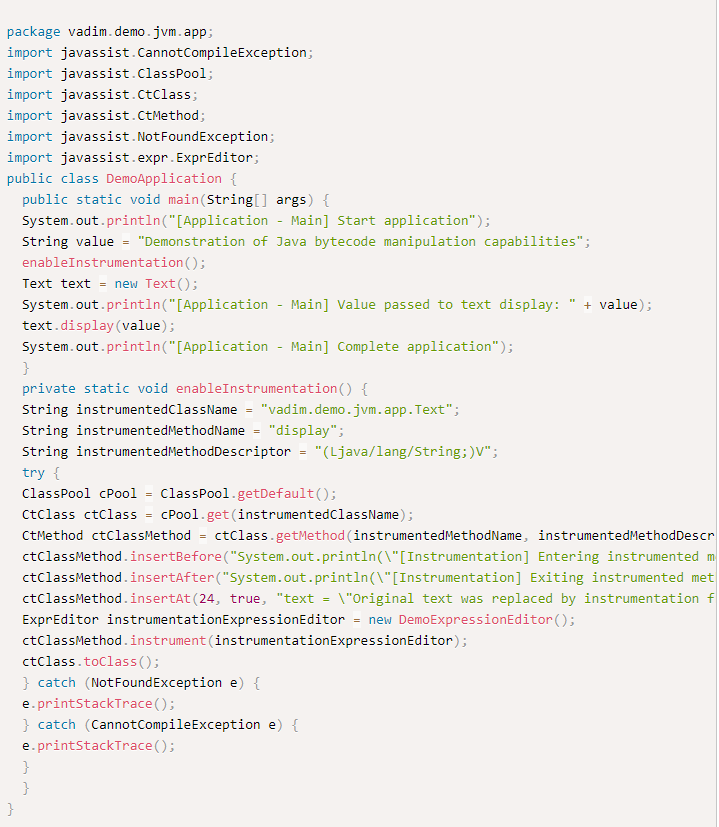 package vadim.demo.jvm.app;
import javassist.CannotCompileException;
import javassist.ClassPool;
import javassist.CtClass;
import javassist.CtMethod;
import javassist.NotFoundException;
import javassist.expr.ExprEditor;
public class DemoApplication {
public static void main(String[] args) {
System.out.println("[Application - Main] Start application");
String value = "Demonstration of Java bytecode manipulation capabilities";
enableInstrumentation();
Text text = new Text();
System.out.println("[Application - Main] Value passed to text display: " + value);
text.display(value);
System.out.println("[Application - Main] Complete application");
}
private static void enableInstrumentation() {
String instrumentedClassName = "vadim.demo.jvm.app.Text";
String instrumentedMethodName = "display";
String instrumentedMethodDescriptor = "(Ljava/lang/String;)V";
try {
ClassPool cPool = ClassPool.getDefault();
CtClass ctClass = cPool.get(instrumentedClassName);
CtMethod ctClassMethod = ctClass.getMethod(instrumentedMethodName, instrumentedMethodDescr
ctClassMethod.insertBefore("System.out.println(\"[Instrumentation] Entering instrumented m
ctClassMethod.insertAfter("System.out.println(\"[Instrumentation] Exiting instrumented met
ctClassMethod.insertAt(24, true, "text = \"Original text was replaced by instrumentation f
ExprEditor instrumentationExpressionEditor = new DemoExpressionEditor();
ctClassMethod.instrument(instrumentationExpressionEditor);
ctClass.toClass();
} catch (NotFoundException e) {
e.printStackTrace();
} catch (CannotCompileException e) {
e.printStackTrace();
}
}
}